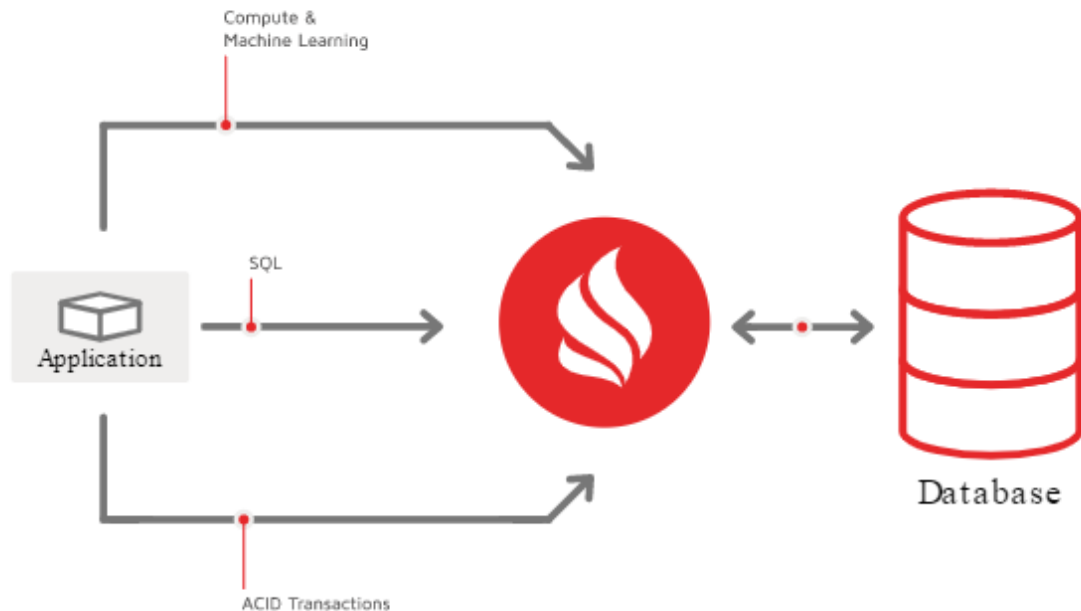 Compute &
Machine Learning
SQL
Application
Database
ACID Transactions